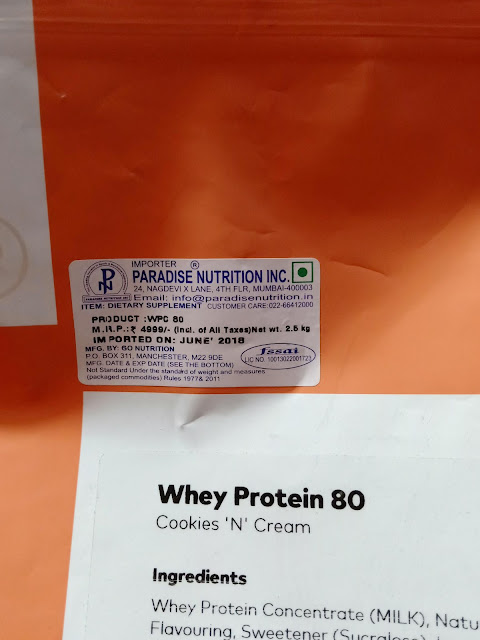 IMPORTER ®
PARADISE NUTRITION INC.
24, NAGDEVI X LANE, 4TH FLR, MUMBAI-400003
Email: info@paradisenutrition.in
ITEM: DIETARY SUPPLEMENT CUSTOMER CARE:022-66412000
PRODUCT :WPC 80
M.R.P.: ₹ 4999/- (Incl. of All Taxes)Net wt. 2.5 kg
IMPORTED ON: JUNE' 2018
MFG. BY: 60 NUTRITION
P.O. BOX 311, MANCHESTER, M22 9DE
MFG. DATE & EXP DATE (SEE THE BOTTOM)
Not Standard Under the standard of weight and measures
(packaged commodities) Rules 1977& 2011
fssai
LIC NO. 10013022001723
Whey Protein 80
Cookies 'N' Cream
Ingredients
Whey Protein Concentrate (MILK), Natu
Flavouring, Sweetener (Sucralose)